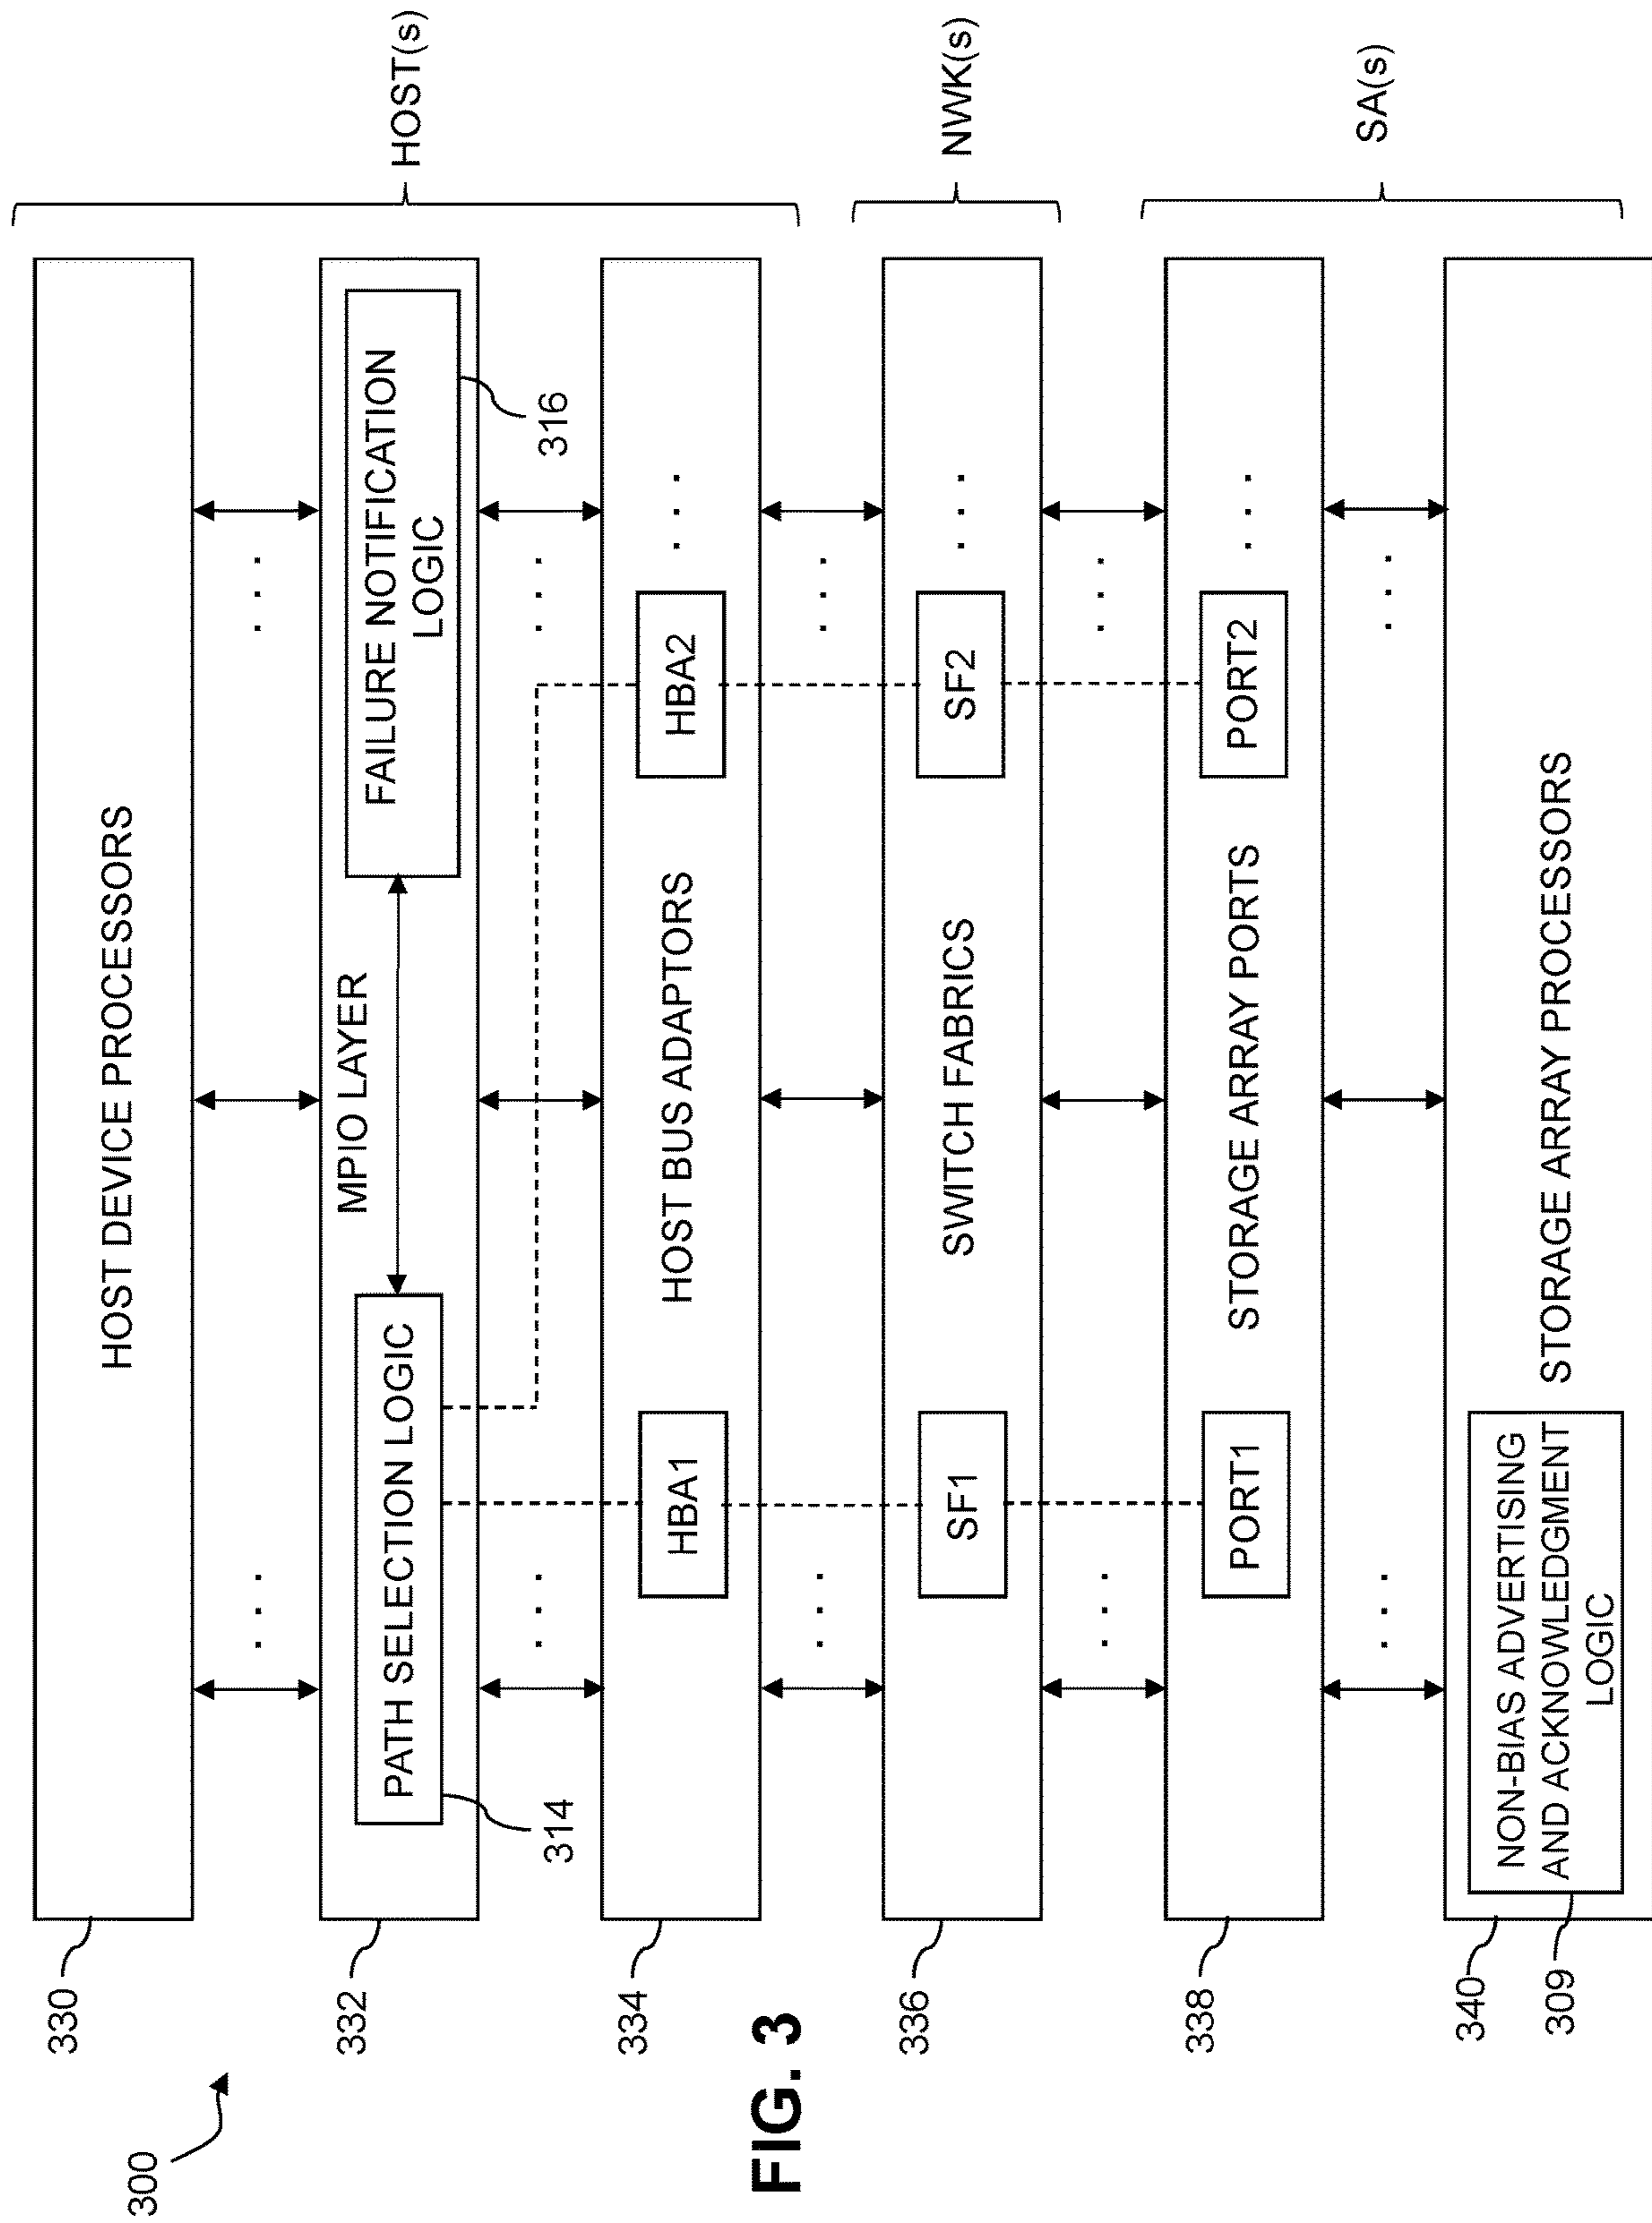 300
330
HOST DEVICE PROCESSORS
HOST(s)
332
MPIO LAYER
PATH SELECTION LOGIC
314
FAILURE NOTIFICATION
LOGIC
316
334
HBA1
HOST BUS ADAPTORS
HBA2
. . .
336
SF1
SWITCH FABRICS
SF2
. . .
NWK(s)
338
PORT1
STORAGE ARRAY PORTS
PORT2
. . .
SA(s)
340
309
NON-BIAS ADVERTISING
AND ACKNOWLEDGMENT
LOGIC
STORAGE ARRAY PROCESSORS
FIG. 3